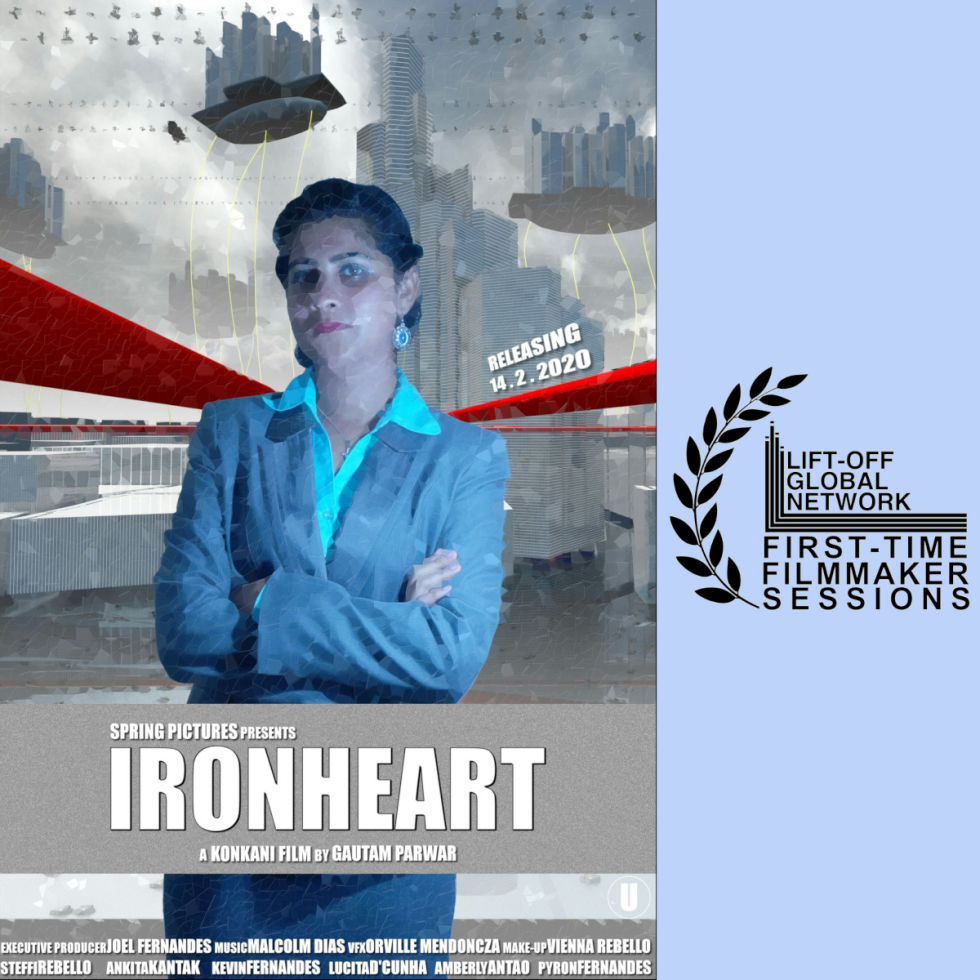 RELEASING
14.2.2020
SPRING PICTURES PRESENTS
IRONHEART
A KONKANI FILM BY GAUTAM PARWAR
U
EXECUTIVE PRODUCER JOEL FERNANDES MUSIC MALCOLM DIAS VFX ORVILLE MENDONCZA MAKE-UP VIENNA REBELLO
STEFFI REBELLO ANKITA KANTAK KEVIN FERNANDES LUCITA D'CUNHA AMBERLY ANTAO PYRON FERNANDES
LIFT-OFF
GLOBAL
NETWORK
FIRST-TIME
FILMMAKER
SESSIONS